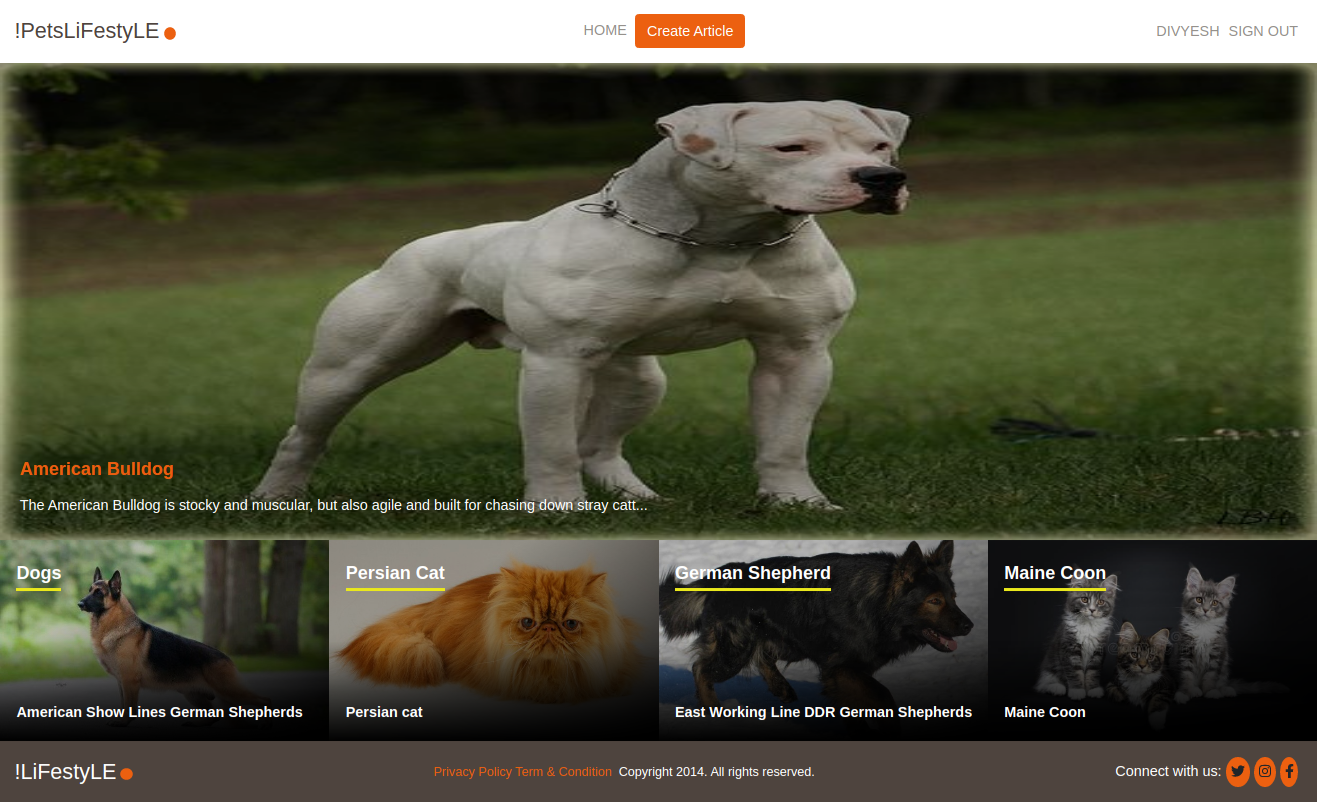 !PetsLiFestyLE
HOME
Create Article
DIVYESH SIGN OUT
American Bulldog
The American Bulldog is stocky and muscular, but also agile and built for chasing down stray catt...
LBH
Dogs
American Show Lines German Shepherds
Persian Cat
Persian cat
German Shepherd
East Working Line DDR German Shepherds
Maine Coon
Maine Coon
!LiFestyLE
Privacy Policy Term & Condition Copyright 2014. All rights reserved.
Connect with us: